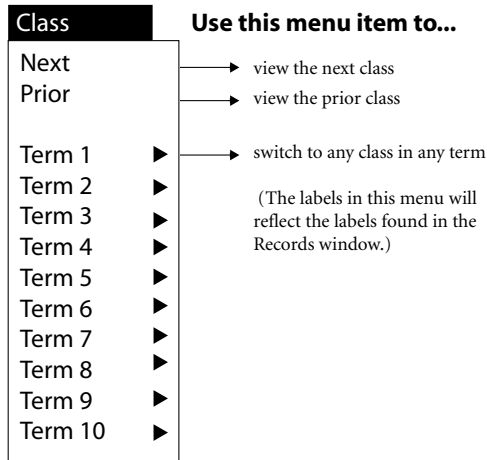 Class Use this menu item to...
Next view the next class
Prior view the prior class
Term 1 switch to any class in any term
Term 2
(The labels in this menu will
Term 3 reflect the labels found in the
Term 4 Records window.)
Term 5
Term 6
Term 7
Term 8
Term 9
Term 10